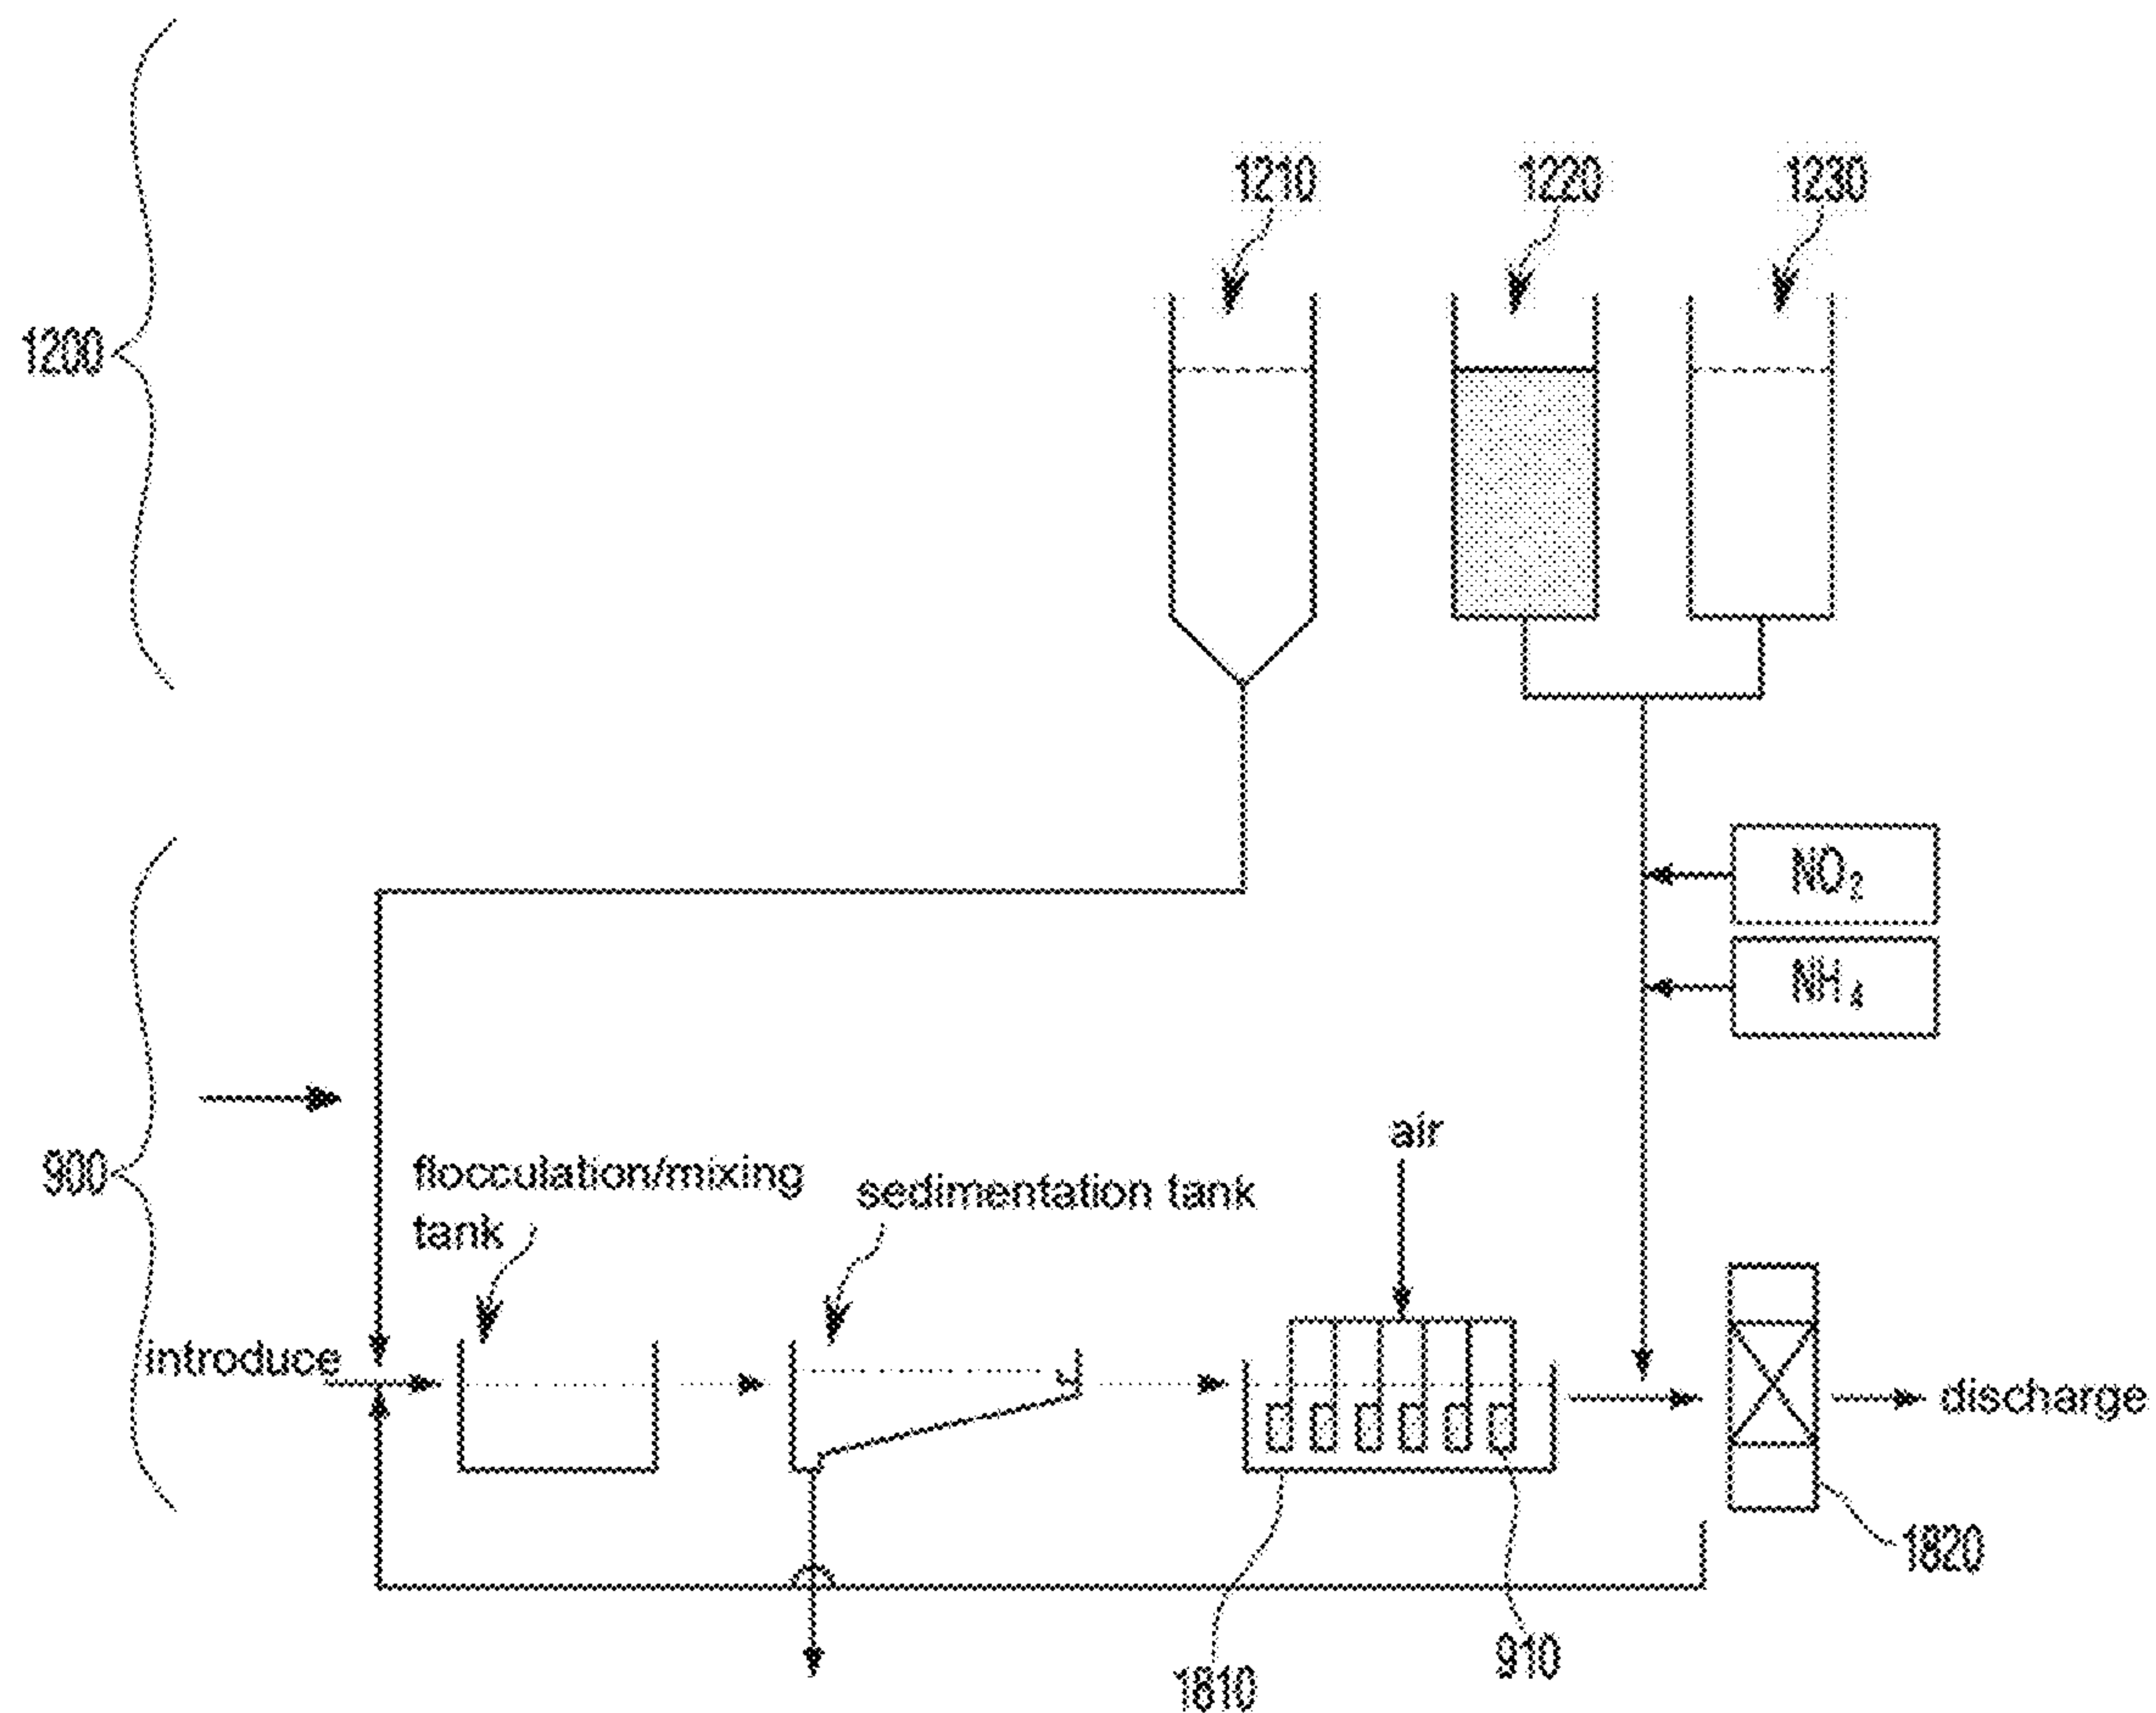 1210
1220
1230
1200
NO2
NH4
air
900
flocculation/mixing
tank
sedimentation tank
introduce
discharge
1820
910
1810